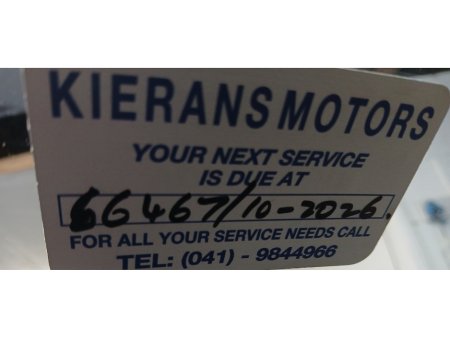 KIERANS MOTORS
YOUR NEXT SERVICE
IS DUE AT
66467/10-2026.
FOR ALL YOUR SERVICE NEEDS CALL
TEL: (041) - 9844966